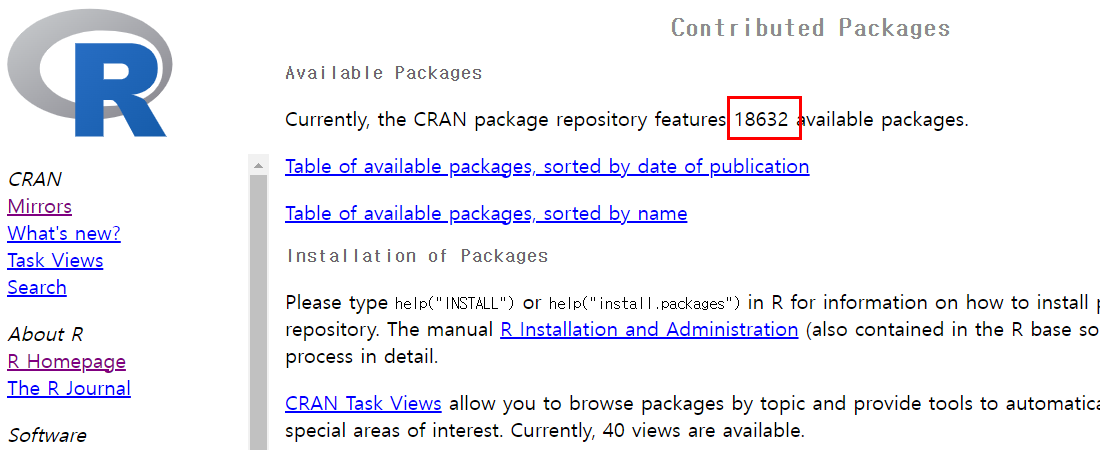 R
CRAN
Mirrors
What's new?
Task Views
Search
About R
R Homepage
The R Journal
Software
Contributed Packages
Available Packages
Currently, the CRAN package repository features 18632 available packages.
Table of available packages, sorted by date of publication
Table of available packages, sorted by name
Installation of Packages
Please type help("INSTALL") or help("install.packages") in R for information on how to install
repository. The manual R Installation and Administration (also contained in the R base so
process in detail.
CRAN Task Views allow you to browse packages by topic and provide tools to automatica
special areas of interest. Currently, 40 views are available.